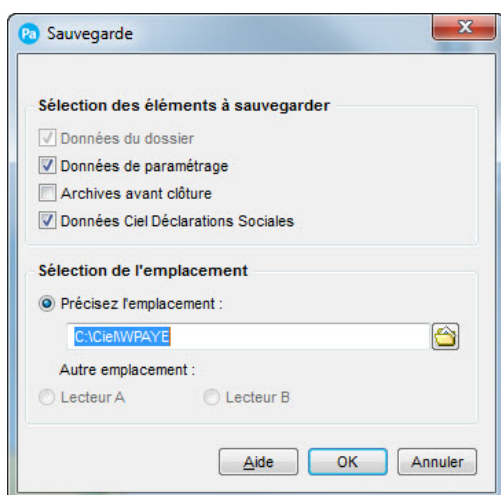 Pa Sauvegarde
Sélection des éléments à sauvegarder
Données du dossier
Données de paramétrage
Archives avant clôture
Données Ciel Déclarations Sociales
Sélection de l'emplacement
Précisez l'emplacement :
C:\Ciel\WPAYE
Autre emplacement :
Lecteur A Lecteur B
Aide OK Annuler